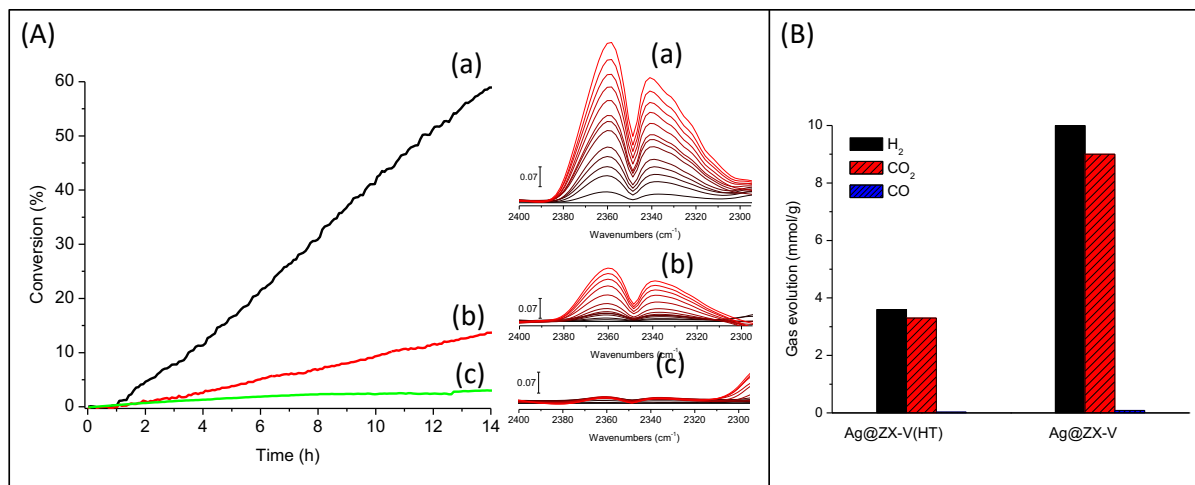 (A)
(a)
(b)
(c)
Conversion (%)
60
50
40
30
20
10
0
0 2 4 6 8 10 12 14
Time (h)
(a)
0.07
2400 2380 2360 2340 2320 2300
Wavenumbers (cm⁻¹)
(b)
0.07
2400 2380 2360 2340 2320 2300
Wavenumbers (cm⁻¹)
(c)
0.07
2400 2380 2360 2340 2320 2300
Wavenumbers (cm⁻¹)
(B)
Gas evolution (mmol/g)
10
8
6
4
2
0
H₂
CO₂
CO
Ag@ZX-V(HT) Ag@ZX-V